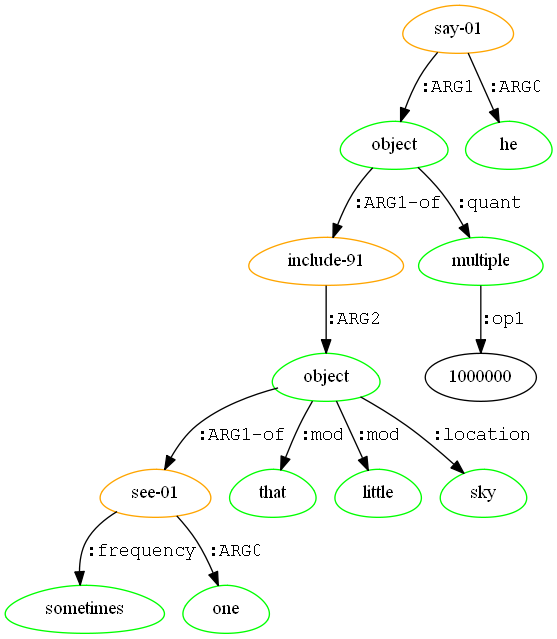 say-01
:ARG1 :ARG0
object he
:ARG1-of :quant
include-91 multiple
:ARG2 :op1
object 1000000
:ARG1-of :mod :mod :location
see-01 that little sky
:frequency :ARG0
sometimes one